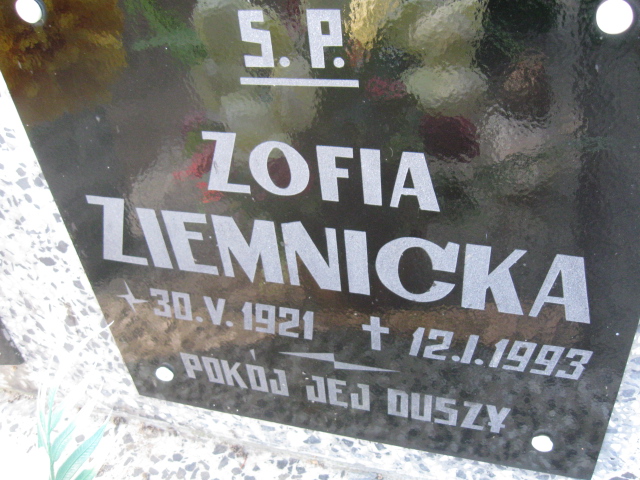 Ś. P.
ZOFIA
ZIEMNICKA
30.V.1921 12.I.1993
POKÓJ JEJ DUSZY